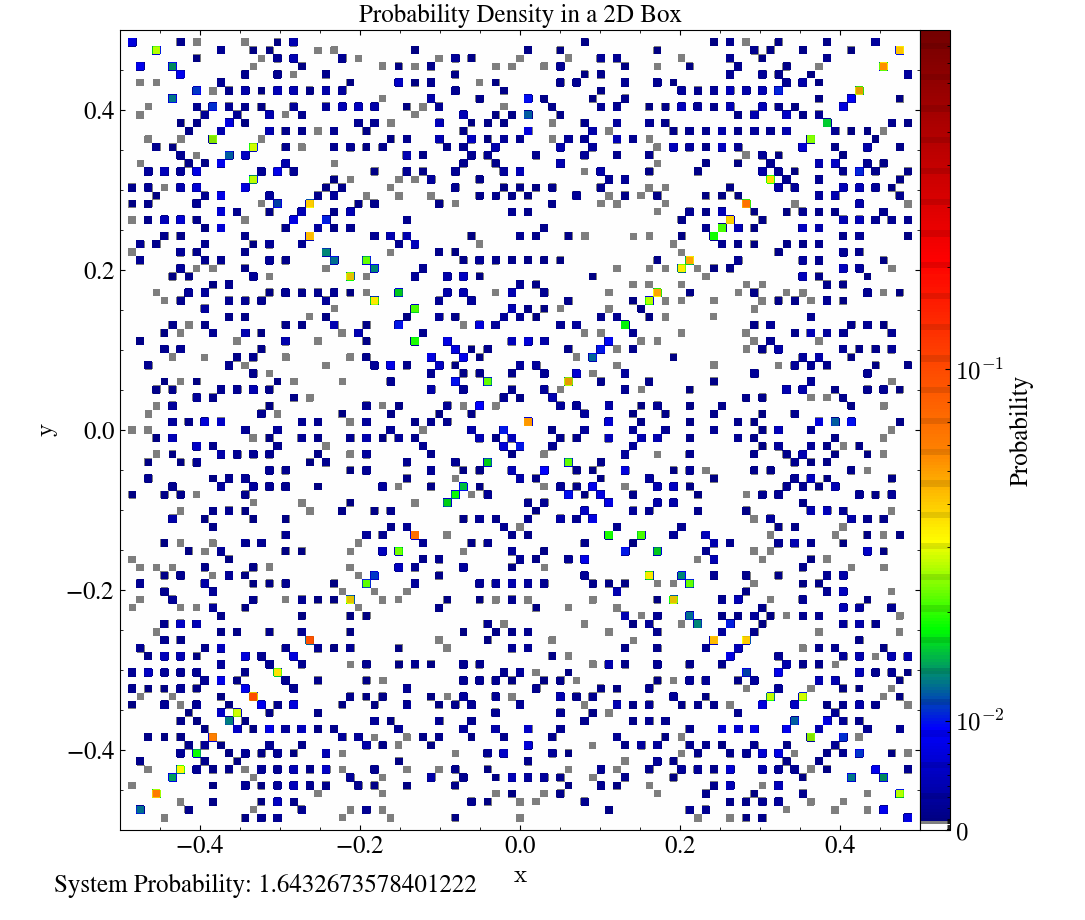 Probability Density in a 2D Box
0.4
0.2
0.0
−0.2
−0.4
y
−0.4 −0.2 0.0 0.2 0.4
x
10−1
10−2
0
Probability
System Probability: 1.6432673578401222